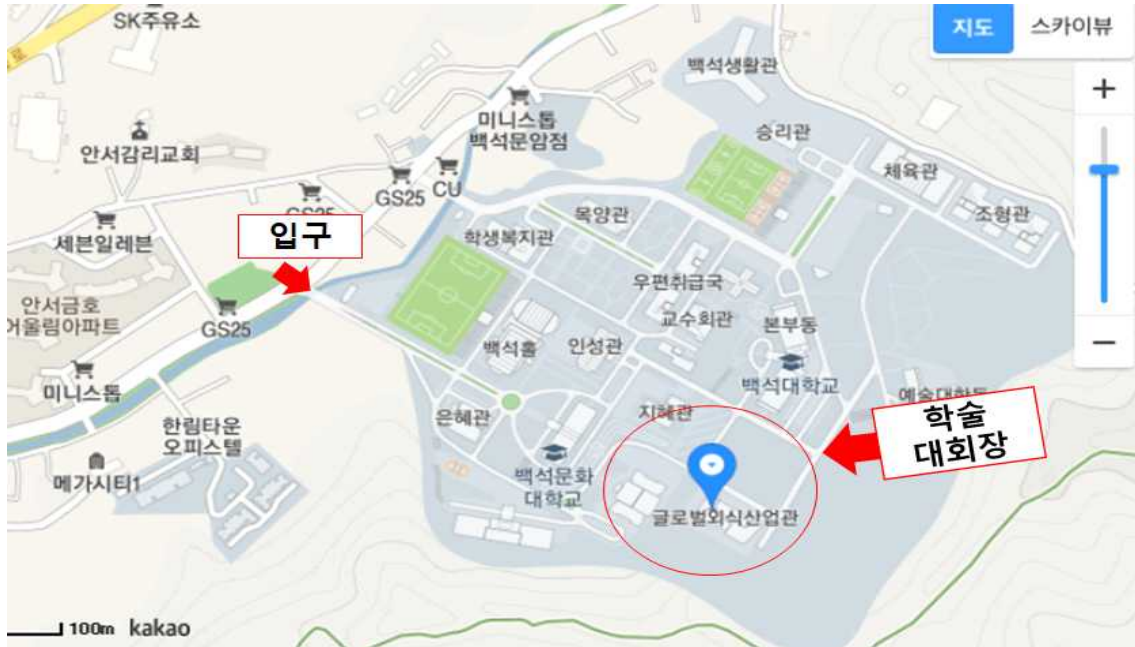 SK주유소
지도 스카이뷰
백석생활관
+
미니스톱
백석문암점
승리관
안서감리교회
체육관
GS25 CU
GS25
목양관
조형관
세븐일레븐
입구
학생복지관
우편취급국
안서금호
어울림아파트
GS25
교수회관 본부동
백석홀 인성관
미니스톱
백석대학교
예술대학동
은혜관
지혜관
학술
대회장
한림타운
오피스텔
메가시티1
백석문화
대학교
글로벌외식산업관
100m kakao